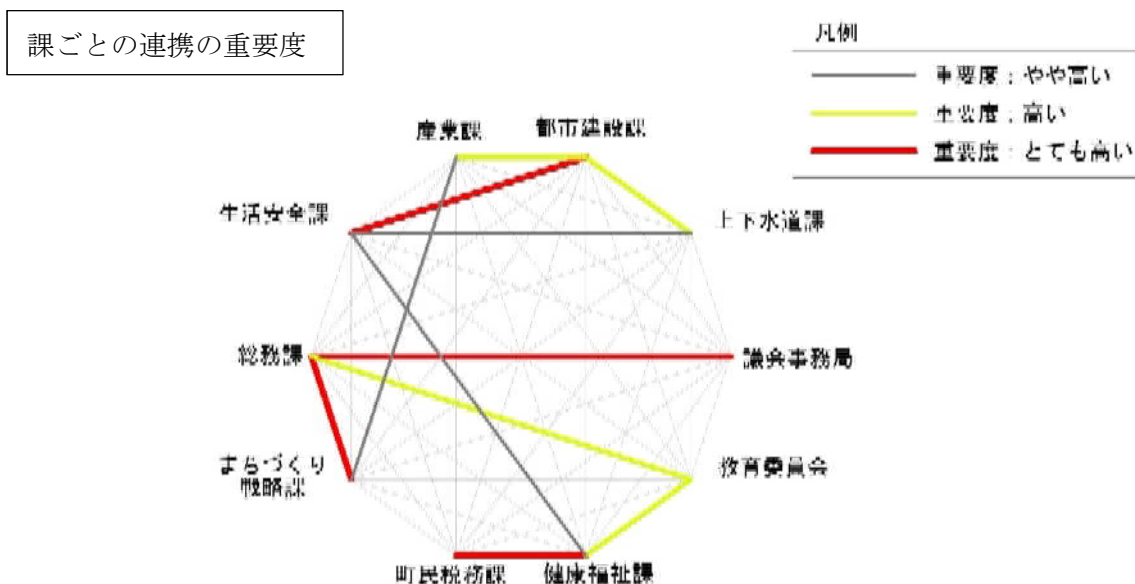 課ごとの連携の重要度
凡例
重要度：やや高い
重要度：高い
重要度：とても高い
産業課
都市建設課
生活安全課
上下水道課
総務課
議会事務局
まちづくり
戦略課
教育委員会
町民税務課
健康福祉課